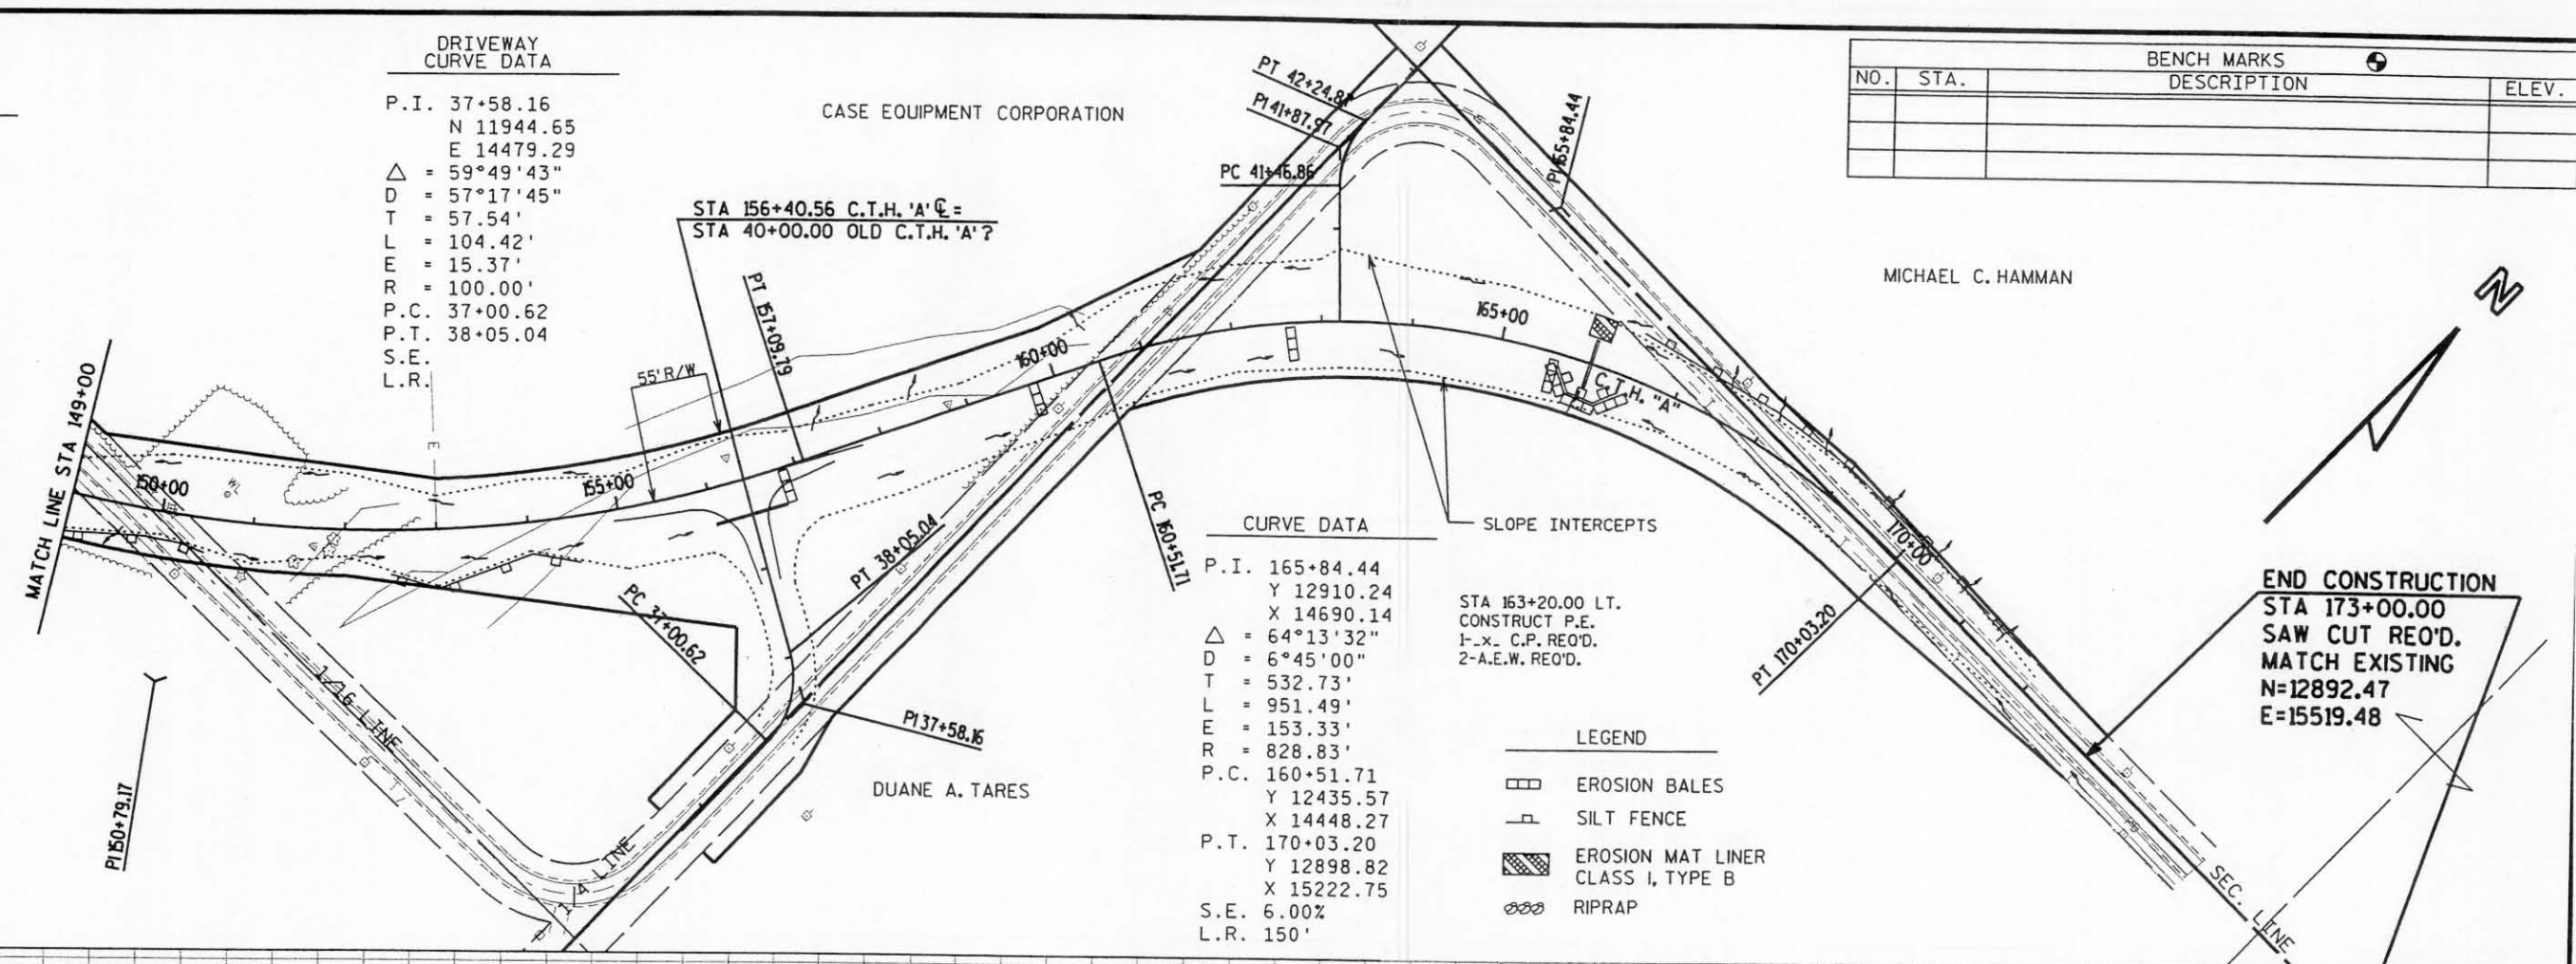 DRIVEWAY
CURVE DATA
P.I. 37+58.16
N 11944.65
E 14479.29
△ = 59°49'43"
D = 57°17'45"
T = 57.54'
L = 104.42'
E = 15.37'
R = 100.00'
P.C. 37+00.62
P.T. 38+05.04
S.E.
L.R.
CASE EQUIPMENT CORPORATION
STA 156+40.56 C.T.H. 'A' ℄ =
STA 40+00.00 OLD C.T.H. 'A'?
PT 157+09.79
55' R/W
MATCH LINE STA 149+00
150+00
WL
E
155+00
160+00
165+00
170+00
PT 42+24.87
PI 41+87.97
PC 41+46.86
PI 165+84.44
BENCH MARKS
NO. STA. DESCRIPTION ELEV.
MICHAEL C. HAMMAN
N
C.T.H. "A"
PC 160+51.71
PT 38+05.04
PC 37+00.62
PI 37+58.16
PI 150+79.17
1/16 LINE
1/4 LINE
DUANE A. TARES
CURVE DATA
P.I. 165+84.44
Y 12910.24
X 14690.14
△ = 64°13'32"
D = 6°45'00"
T = 532.73'
L = 951.49'
E = 153.33'
R = 828.83'
P.C. 160+51.71
Y 12435.57
X 14448.27
P.T. 170+03.20
Y 12898.82
X 15222.75
S.E. 6.00%
L.R. 150'
SLOPE INTERCEPTS
STA 163+20.00 LT.
CONSTRUCT P.E.
1-_x_ C.P. REQ'D.
2-A.E.W. REQ'D.
LEGEND
EROSION BALES
SILT FENCE
EROSION MAT LINER
CLASS I, TYPE B
RIPRAP
PT 170+03.20
END CONSTRUCTION
STA 173+00.00
SAW CUT REQ'D.
MATCH EXISTING
N=12892.47
E=15519.48
SEC. LINE